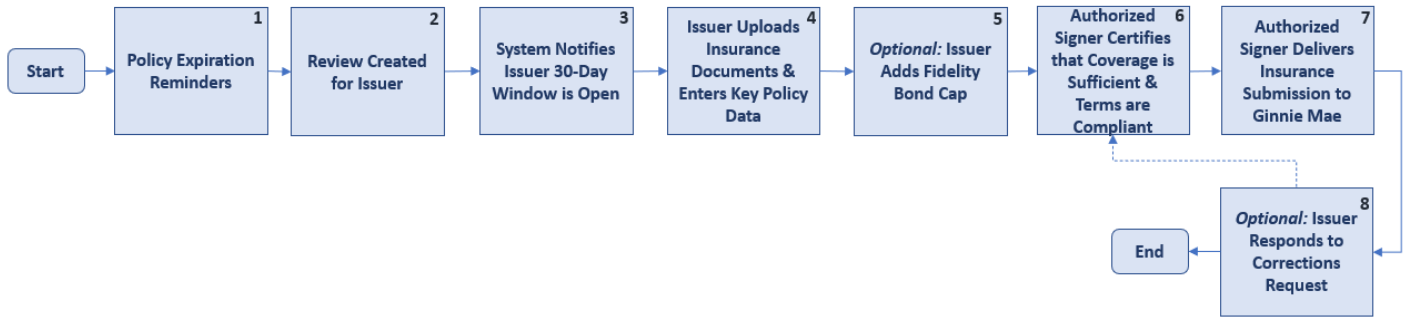 Start
1
Policy Expiration
Reminders
2
Review Created
for Issuer
3
System Notifies
Issuer 30-Day
Window is Open
4
Issuer Uploads
Insurance
Documents &
Enters Key Policy
Data
5
Optional: Issuer
Adds Fidelity
Bond Cap
6
Authorized
Signer Certifies
that Coverage is
Sufficient &
Terms are
Compliant
7
Authorized
Signer Delivers
Insurance
Submission to
Ginnie Mae
8
Optional: Issuer
Responds to
Corrections
Request
End